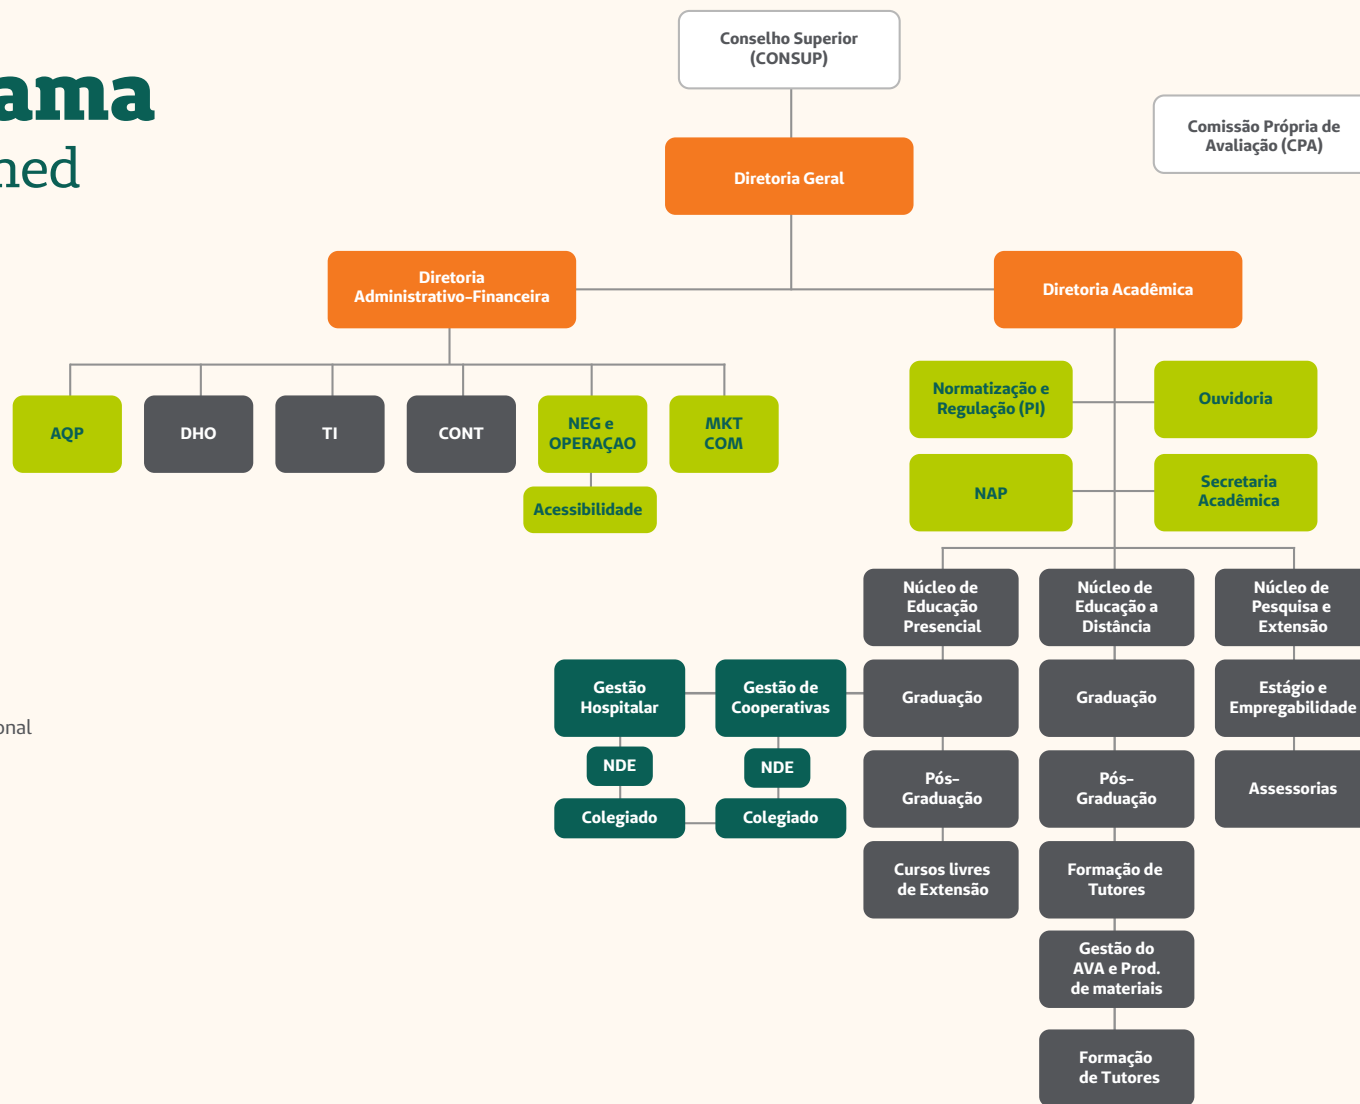 Conselho Superior
(CONSUP)
ama
ned
Comissão Própria de
Avaliação (CPA)
Diretoria Geral
Diretoria
Administrativo-Financeira
Diretoria Acadêmica
AQP
DHO
TI
CONT
NEG e
OPERAÇAO
MKT
COM
Acessibilidade
Normatização e
Regulação (PI)
Ouvidoria
NAP
Secretaria
Acadêmica
Núcleo de
Educação
Presencial
Núcleo de
Educação a
Distância
Núcleo de
Pesquisa e
Extensão
Gestão
Hospitalar
Gestão de
Cooperativas
Graduação
Graduação
Estágio e
Empregabilidade
onal
NDE
NDE
Pós-
Graduação
Pós-
Graduação
Assessorias
Colegiado
Colegiado
Cursos livres
de Extensão
Formação de
Tutores
Gestão do
AVA e Prod.
de materiais
Formação
de Tutores